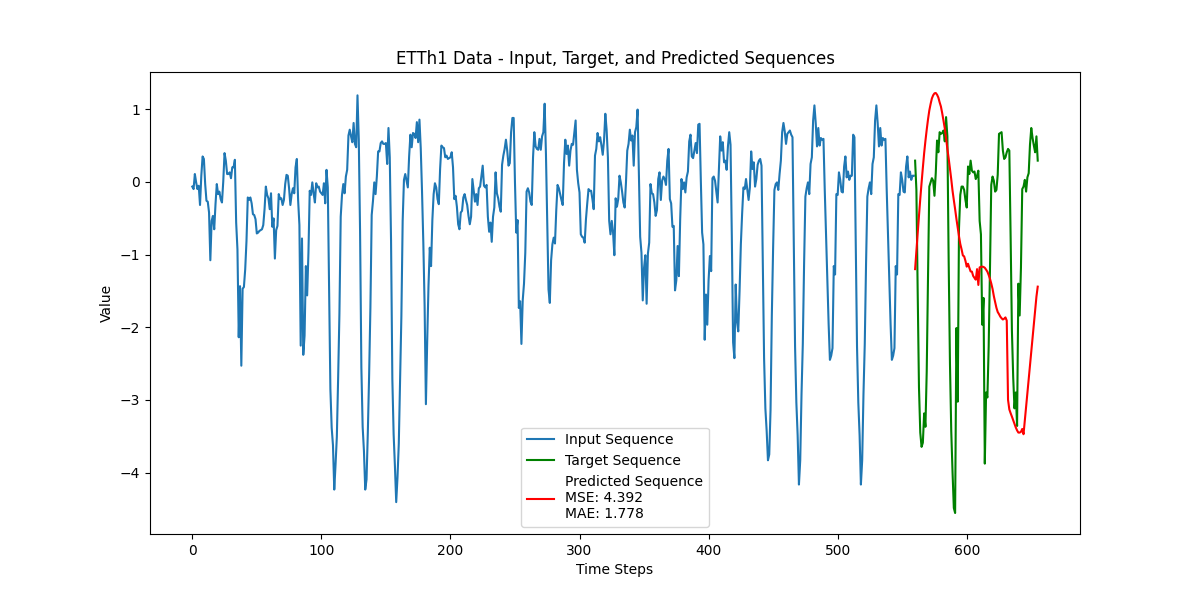 ETTh1 Data - Input, Target, and Predicted Sequences
Value
1
0
−1
−2
−3
−4
Input Sequence
Target Sequence
Predicted Sequence
MSE: 4.392
MAE: 1.778
0 100 200 300 400 500 600
Time Steps